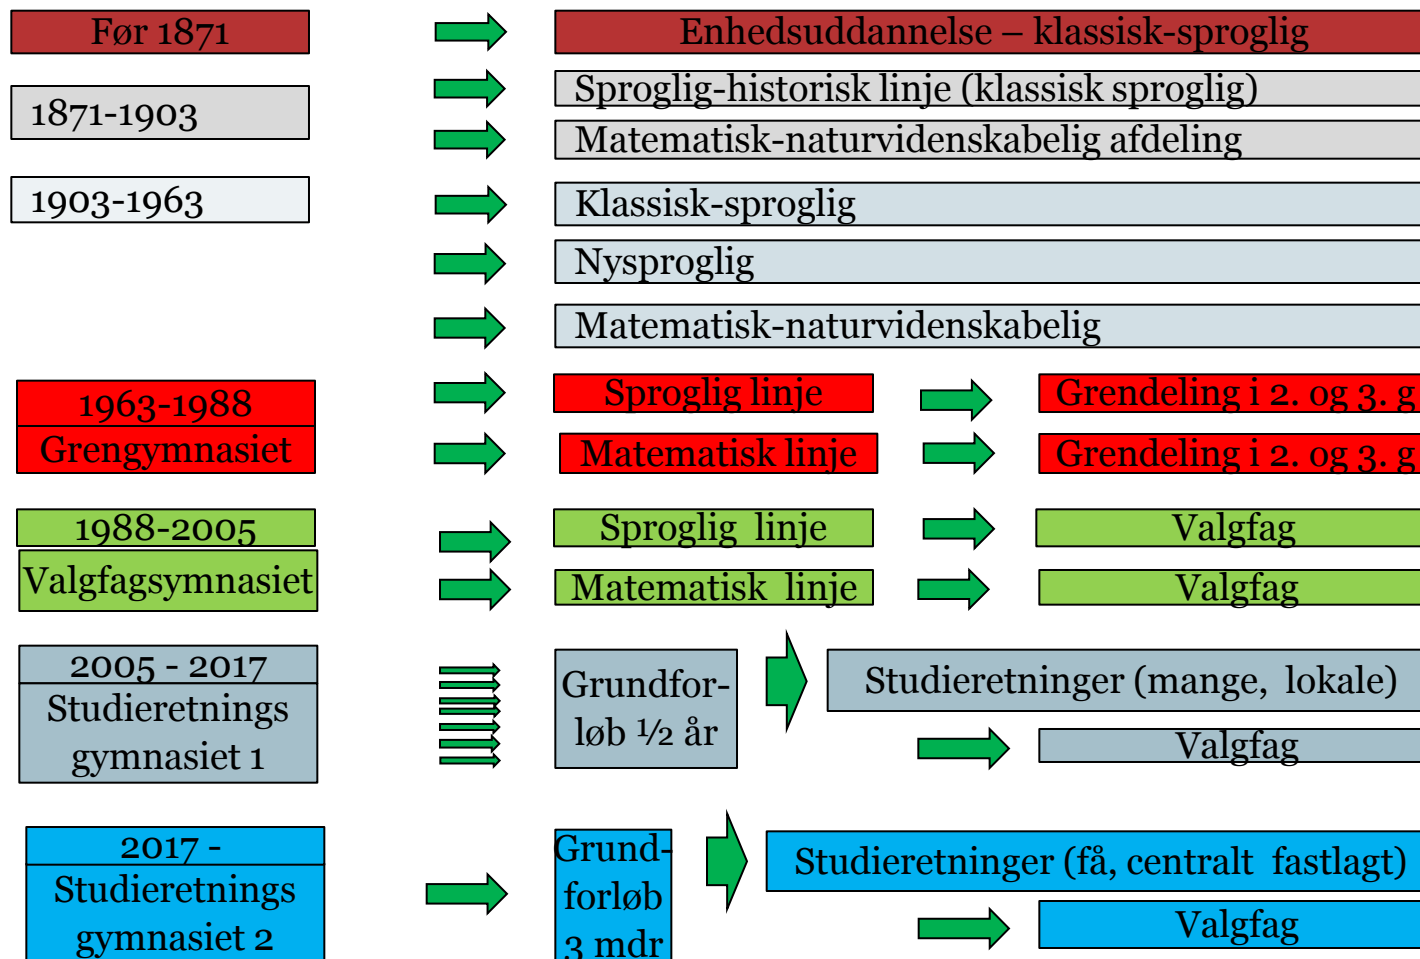 Før 1871
Enhedsuddannelse – klassisk-sproglig
1871-1903
Sproglig-historisk linje (klassisk sproglig)
Matematisk-naturvidenskabelig afdeling
1903-1963
Klassisk-sproglig
Nysproglig
Matematisk-naturvidenskabelig
1963-1988
Grengymnasiet
Sproglig linje
Grendeling i 2. og 3. g
Matematisk linje
Grendeling i 2. og 3. g
1988-2005
Valgfagsymnasiet
Sproglig linje
Valgfag
Matematisk linje
Valgfag
2005 - 2017
Studieretnings
gymnasiet 1
Grundfor-
løb ½ år
Studieretninger (mange, lokale)
Valgfag
2017 -
Studieretnings
gymnasiet 2
Grund-
forløb
3 mdr
Studieretninger (få, centralt fastlagt)
Valgfag